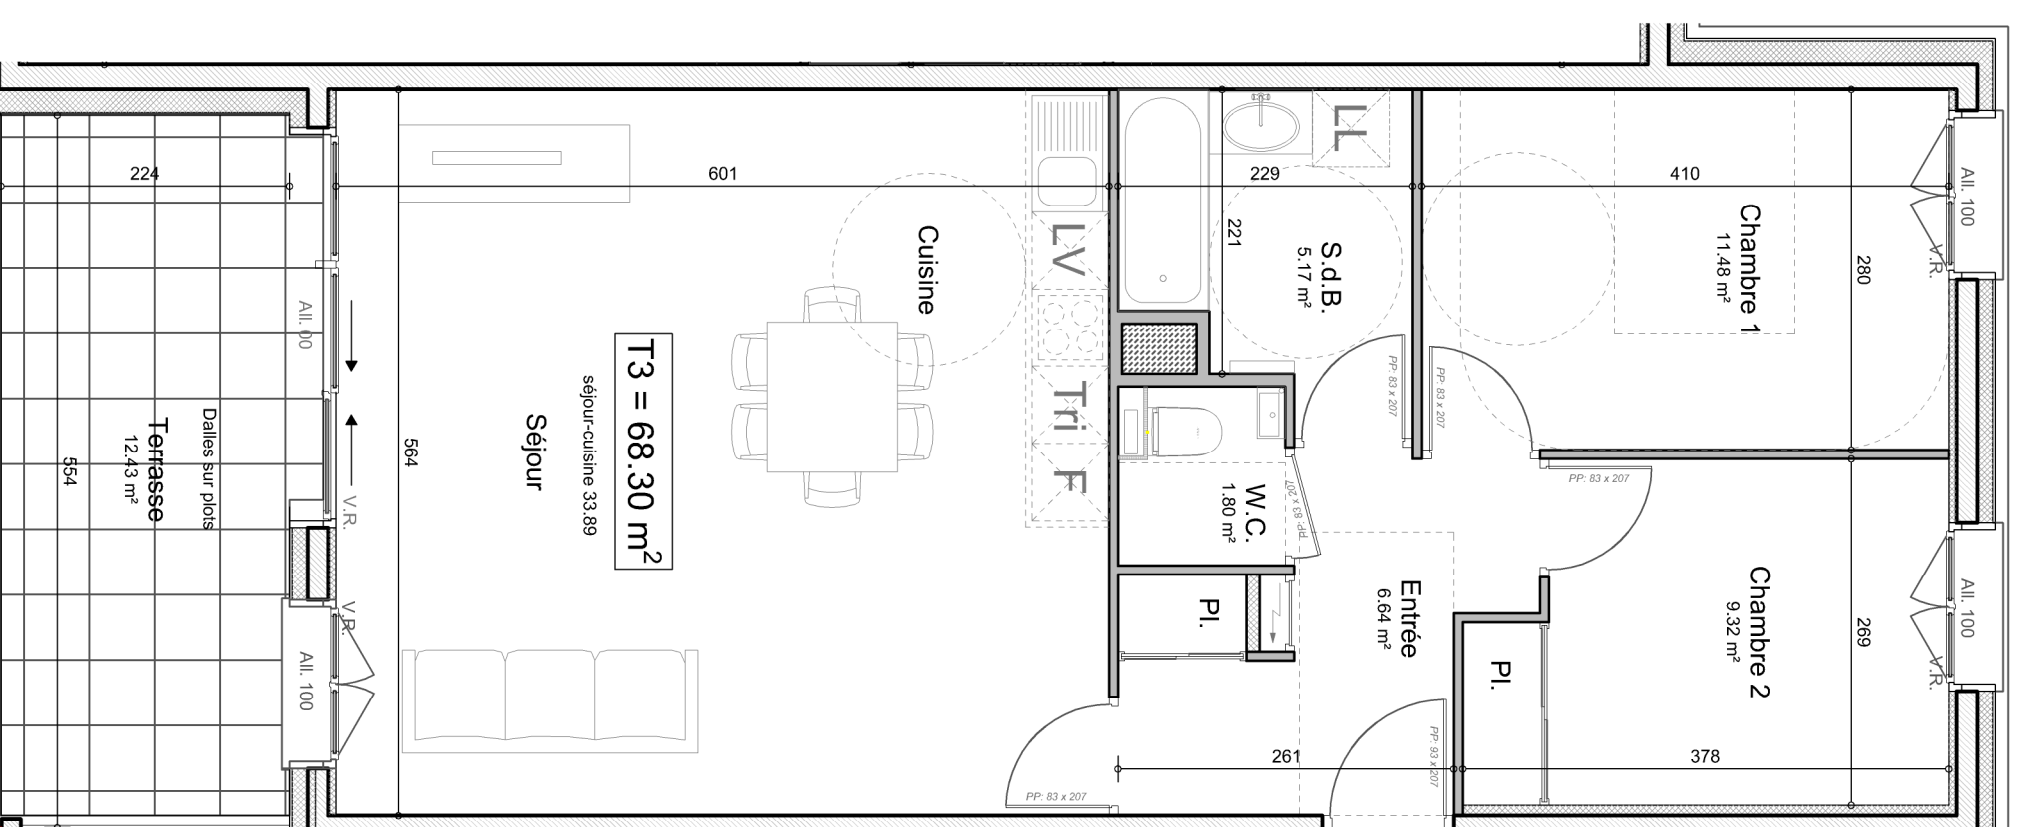 224
601
229
410
221
280
564
554
261
378
269
Terrasse
12.43 m²
Dalles sur plots
All. 00
V.R.
V.R.
All. 100
Séjour
séjour-cuisine 33.89
T3 = 68.30 m²
Cuisine
LV
Tri
F
PP: 83 x 207
S.d.B.
5.17 m²
LL
PP: 83 x 207
W.C.
1.80 m²
PP: 83 x 207
Pl.
Entrée
6.64 m²
PP: 93 x 207
Chambre 1
11.48 m²
PP: 83 x 207
All. 100
V.R.
Chambre 2
9.32 m²
PP: 83 x 207
Pl.
All. 100
V.R.